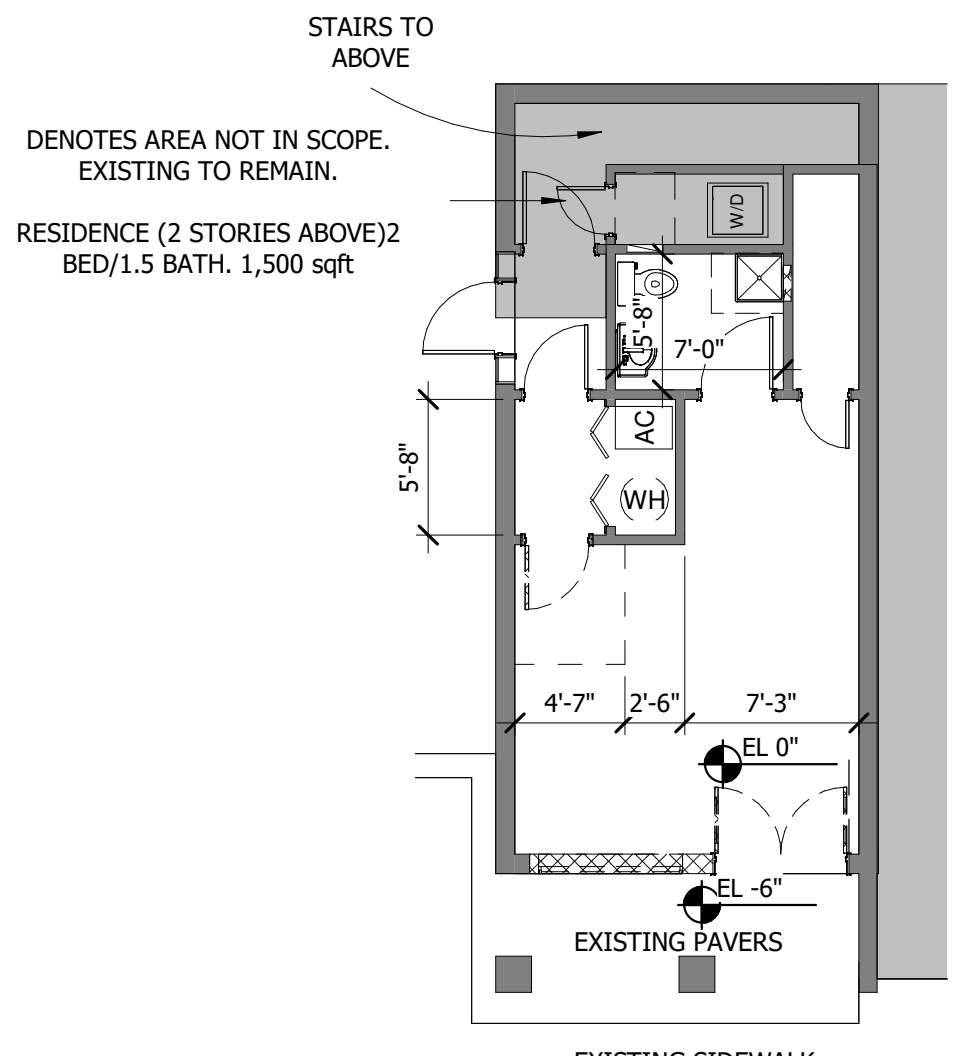 STAIRS TO
ABOVE
DENOTES AREA NOT IN SCOPE.
EXISTING TO REMAIN.
RESIDENCE (2 STORIES ABOVE)2
BED/1.5 BATH. 1,500 sqft
W/D
5'-8"
7'-0"
AC
5'-8"
WH
4'-7"
2'-6"
7'-3"
EL 0"
EL -6"
EXISTING PAVERS
EXISTING SIDEWALK